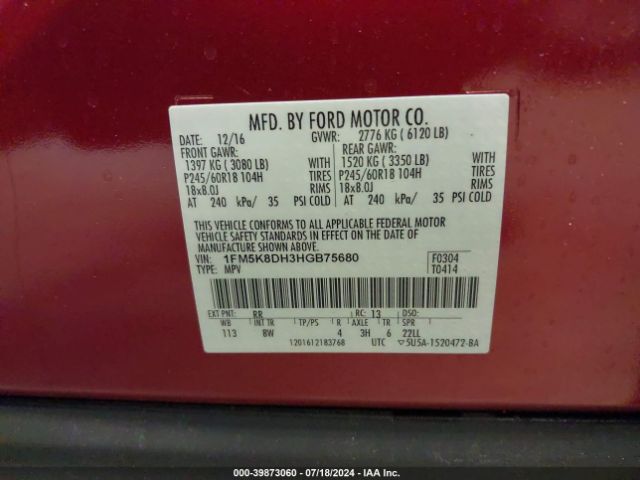 MFD. BY FORD MOTOR CO.
DATE: 12/16 GVWR: 2776 KG ( 6120 LB)
FRONT GAWR: REAR GAWR:
1397 KG ( 3080 LB) WITH 1520 KG ( 3350 LB) WITH
P245/60R18 104H TIRES P245/60R18 104H TIRES
18x8.0J RIMS 18x8.0J RIMS
AT 240 kPa/ 35 PSI COLD AT 240 kPa/ 35 PSI COLD
THIS VEHICLE CONFORMS TO ALL APPLICABLE FEDERAL MOTOR
VEHICLE SAFETY STANDARDS IN EFFECT ON THE DATE OF
MANUFACTURE SHOWN ABOVE.
VIN: 1FM5K8DH3HGB75680 F0304
TYPE: MPV T0414
EXT PNT: RR RC: 13 DSO:
WB INT TR TP/PS R AXLE TR SPR
113 BW 4 3H 6 22LL
1201612183768 UTC ▽5U5A-1520472-BA
000-39873060 - 07/18/2024 - IAA Inc.